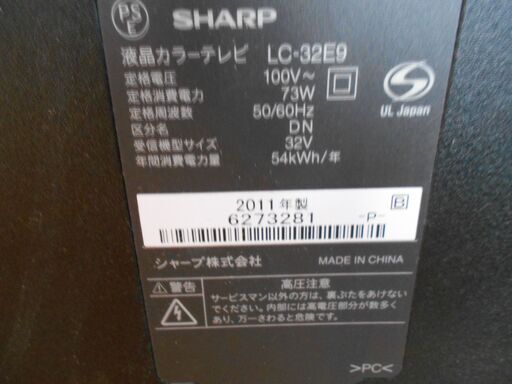 PS
E
SHARP
液晶カラーテレビ LC-32E9
定格電圧 100V～
定格消費電力 73W
定格周波数 50/60Hz
区分名 DN
受信機型サイズ 32V
年間消費電力量 54kWh/年
UL Japan
2011年製 B
6273281 -P-
シャープ株式会社 MADE IN CHINA
警告 高圧注意
サービスマン以外の方は、裏ぶたをあけない
でください。内部には高電圧部分が数多く
あり、万一さわると危険です。
>PC<